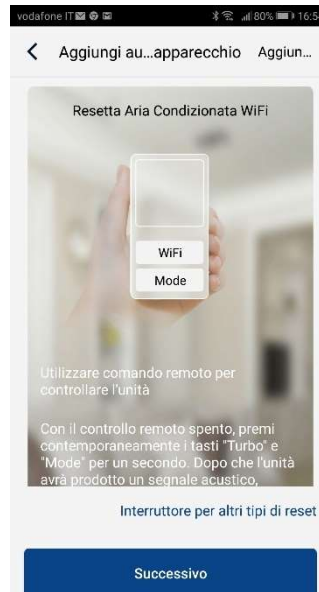 vodafone IT 80% 16:5
Aggiungi au...apparecchio Aggiun...
Resetta Aria Condizionata WiFi
WiFi
Mode
Utilizzare comando remoto per
controllare l'unità
Con il controllo remoto spento, premi
contemporaneamente i tasti "Turbo" e
"Mode" per un secondo. Dopo che l'unità
avrà prodotto un segnale acustico,
Interruttore per altri tipi di reset
Successivo